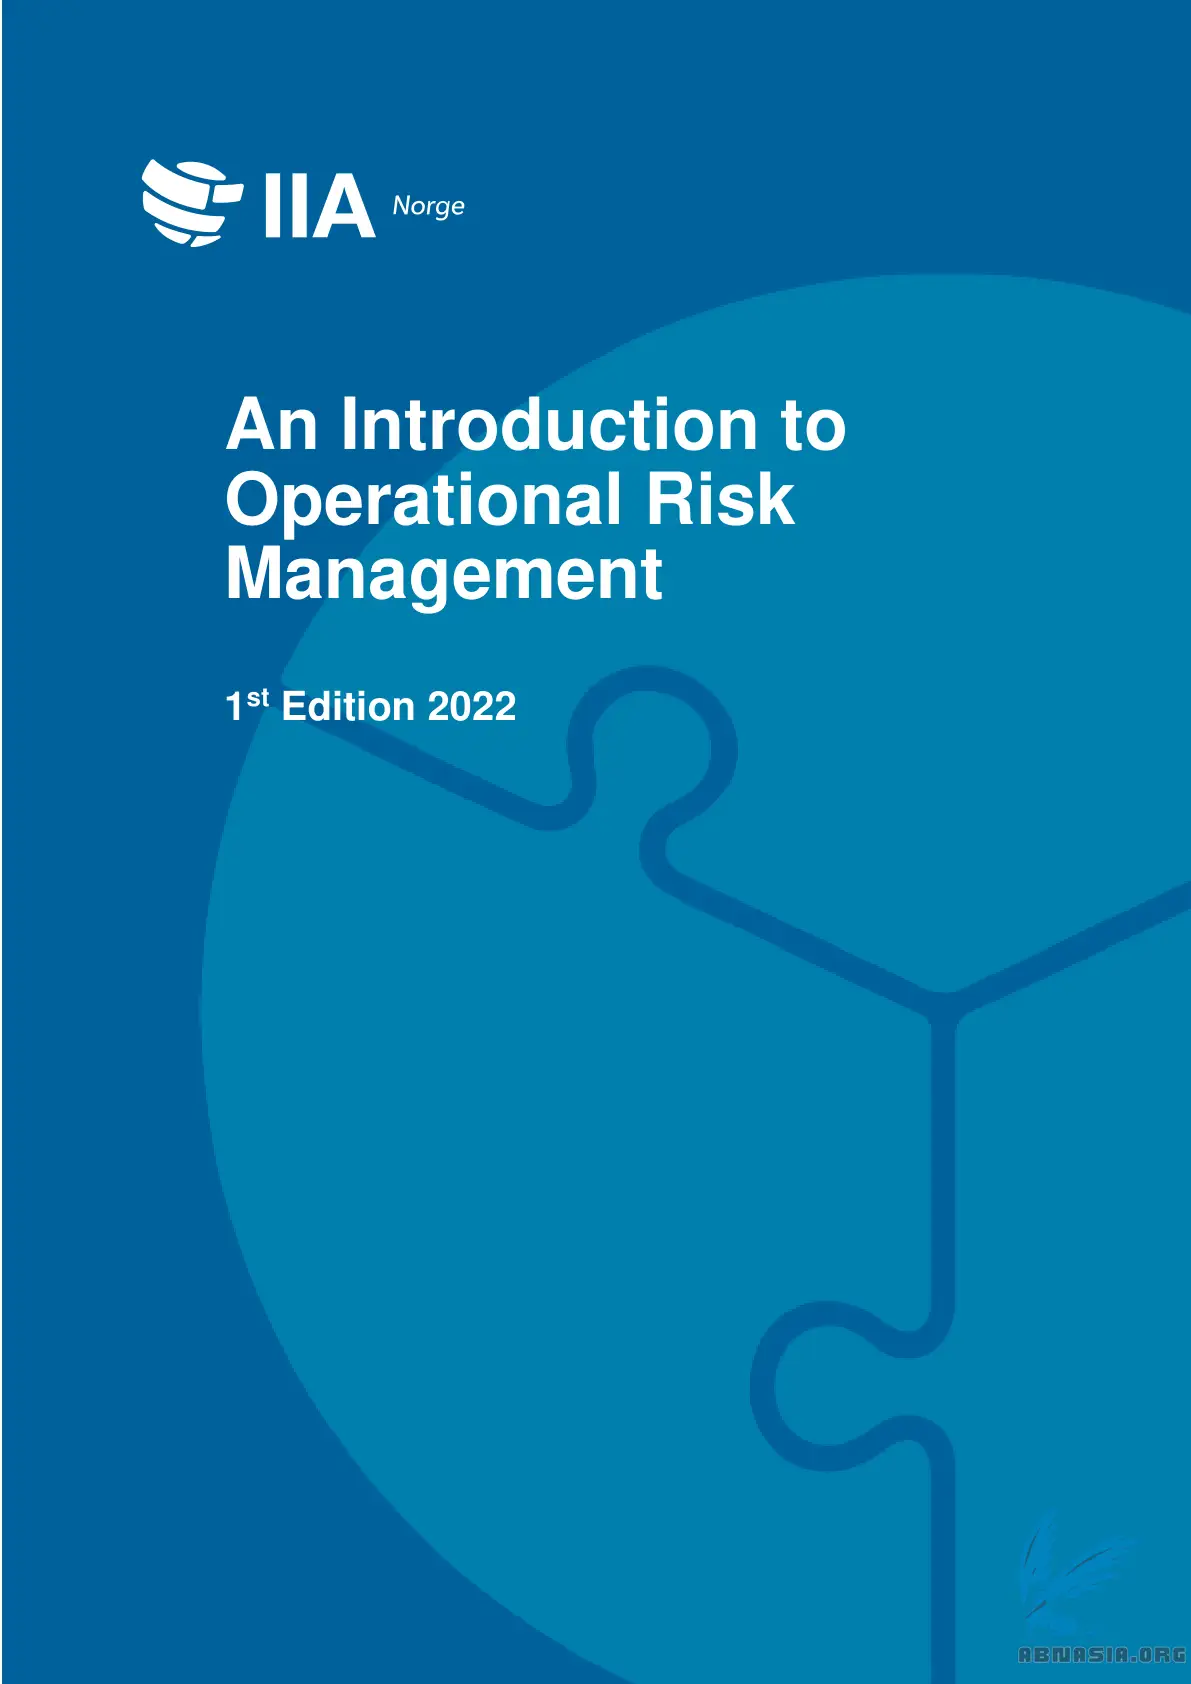 IIA Norge
An Introduction to
Operational Risk
Management
1st Edition 2022
ABNASIA.ORG